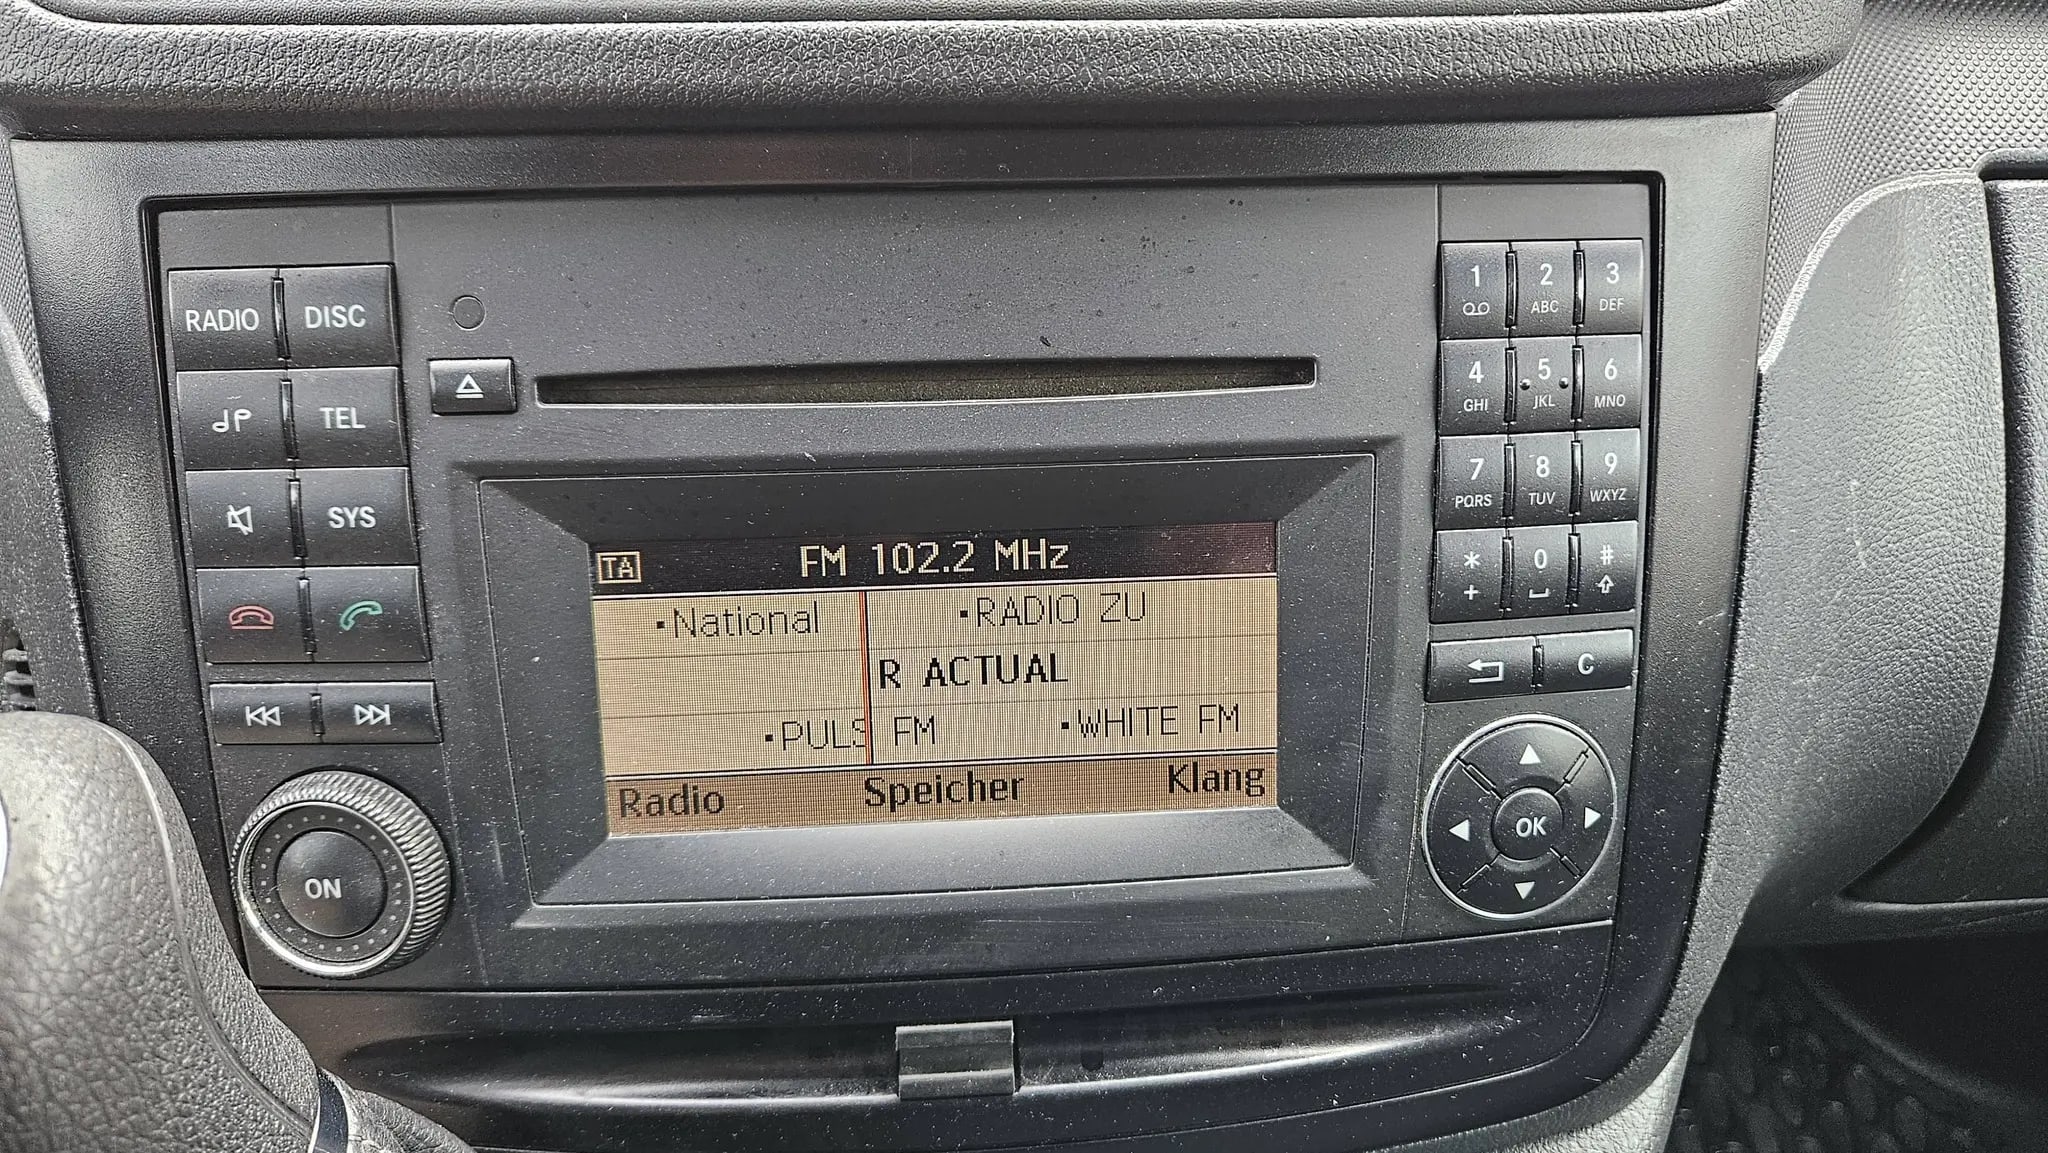 RADIO DISC
TEL
SYS
ON
TA FM 102.2 MHz
•National •RADIO ZU
R ACTUAL
•PULS FM •WHITE FM
Radio Speicher Klang
1 2 ABC 3 DEF
4 GHI 5 JKL 6 MNO
7 PQRS 8 TUV 9 WXYZ
* + 0 #
C
OK